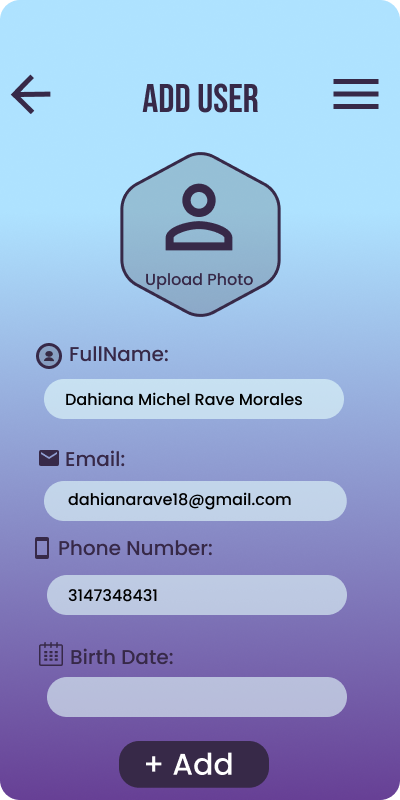 ADD USER
Upload Photo
FullName:
Dahiana Michel Rave Morales
Email:
dahianarave18@gmail.com
Phone Number:
3147348431
Birth Date:
+ Add